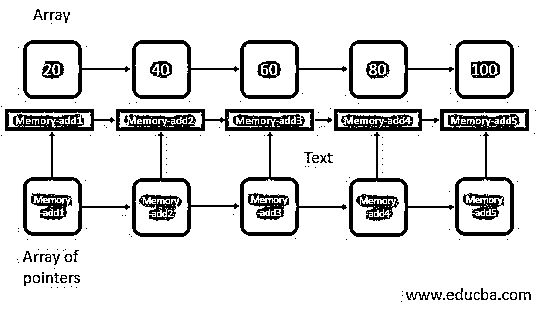 Array
20 40 60 80 100
Memory-add1 Memory-add2 Memory-add3 Memory-add4 Memory-add5
Text
Memory Memory Memory Memory Memory
-add1 -add2 -add3 -add4 -add5
Array of
pointers
www.educba.com